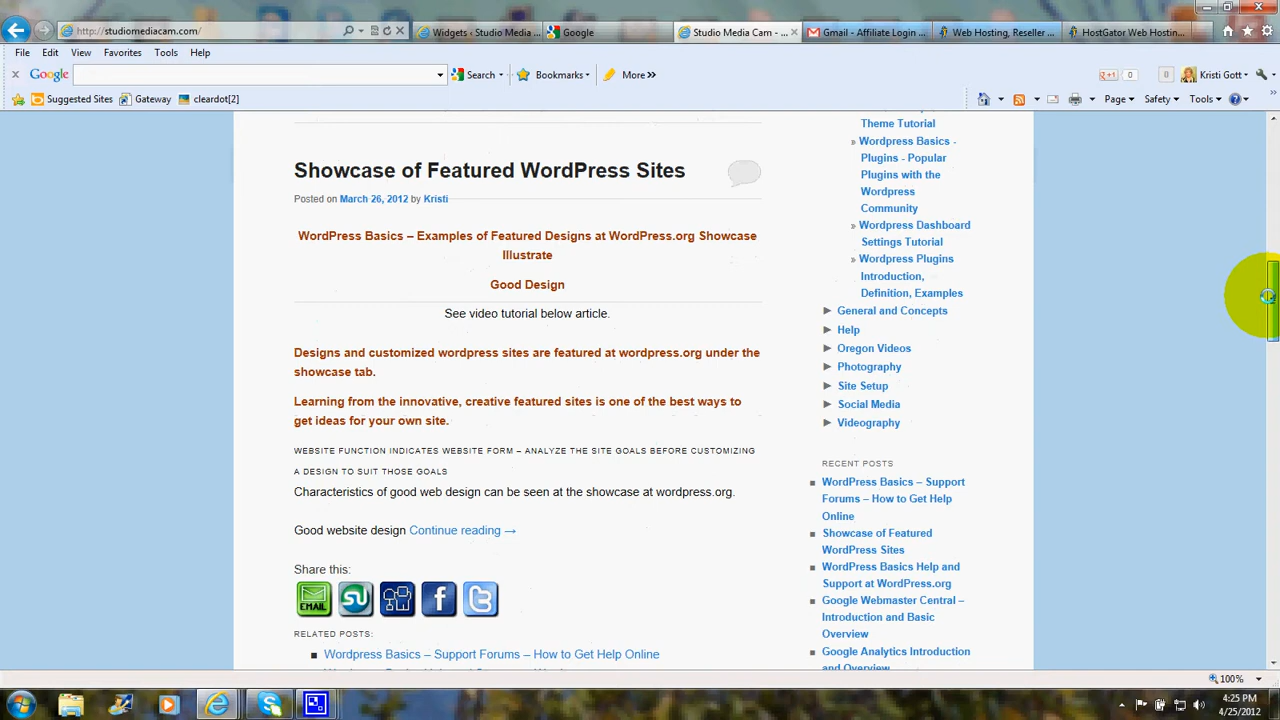 http://studiomediacam.com/
Widgets ‹ Studio Media ...
Google
Studio Media Cam - ...
Gmail - Affiliate Login ...
Web Hosting, Reseller ...
HostGator Web Hostin...
File Edit View Favorites Tools Help
Google
Search
Bookmarks
More »
+1 0
0
Kristi Gott
Suggested Sites Gateway cleardot[2]
Page Safety Tools
Theme Tutorial
» Wordpress Basics -
Plugins - Popular
Plugins with the
Wordpress
Community
» Wordpress Dashboard
Settings Tutorial
» Wordpress Plugins
Introduction,
Definition, Examples
General and Concepts
Help
Oregon Videos
Photography
Site Setup
Social Media
Videography
RECENT POSTS
WordPress Basics – Support
Forums – How to Get Help
Online
Showcase of Featured
WordPress Sites
WordPress Basics Help and
Support at WordPress.org
Google Webmaster Central –
Introduction and Basic
Overview
Google Analytics Introduction
and Overview
Showcase of Featured WordPress Sites
Posted on March 26, 2012 by Kristi
WordPress Basics – Examples of Featured Designs at WordPress.org Showcase
Illustrate
Good Design
See video tutorial below article.
Designs and customized wordpress sites are featured at wordpress.org under the
showcase tab.
Learning from the innovative, creative featured sites is one of the best ways to
get ideas for your own site.
WEBSITE FUNCTION INDICATES WEBSITE FORM – ANALYZE THE SITE GOALS BEFORE CUSTOMIZING
A DESIGN TO SUIT THOSE GOALS
Characteristics of good web design can be seen at the showcase at wordpress.org.
Good website design Continue reading →
Share this:
EMAIL
RELATED POSTS:
Wordpress Basics – Support Forums – How to Get Help Online
100%
4:25 PM
4/25/2012